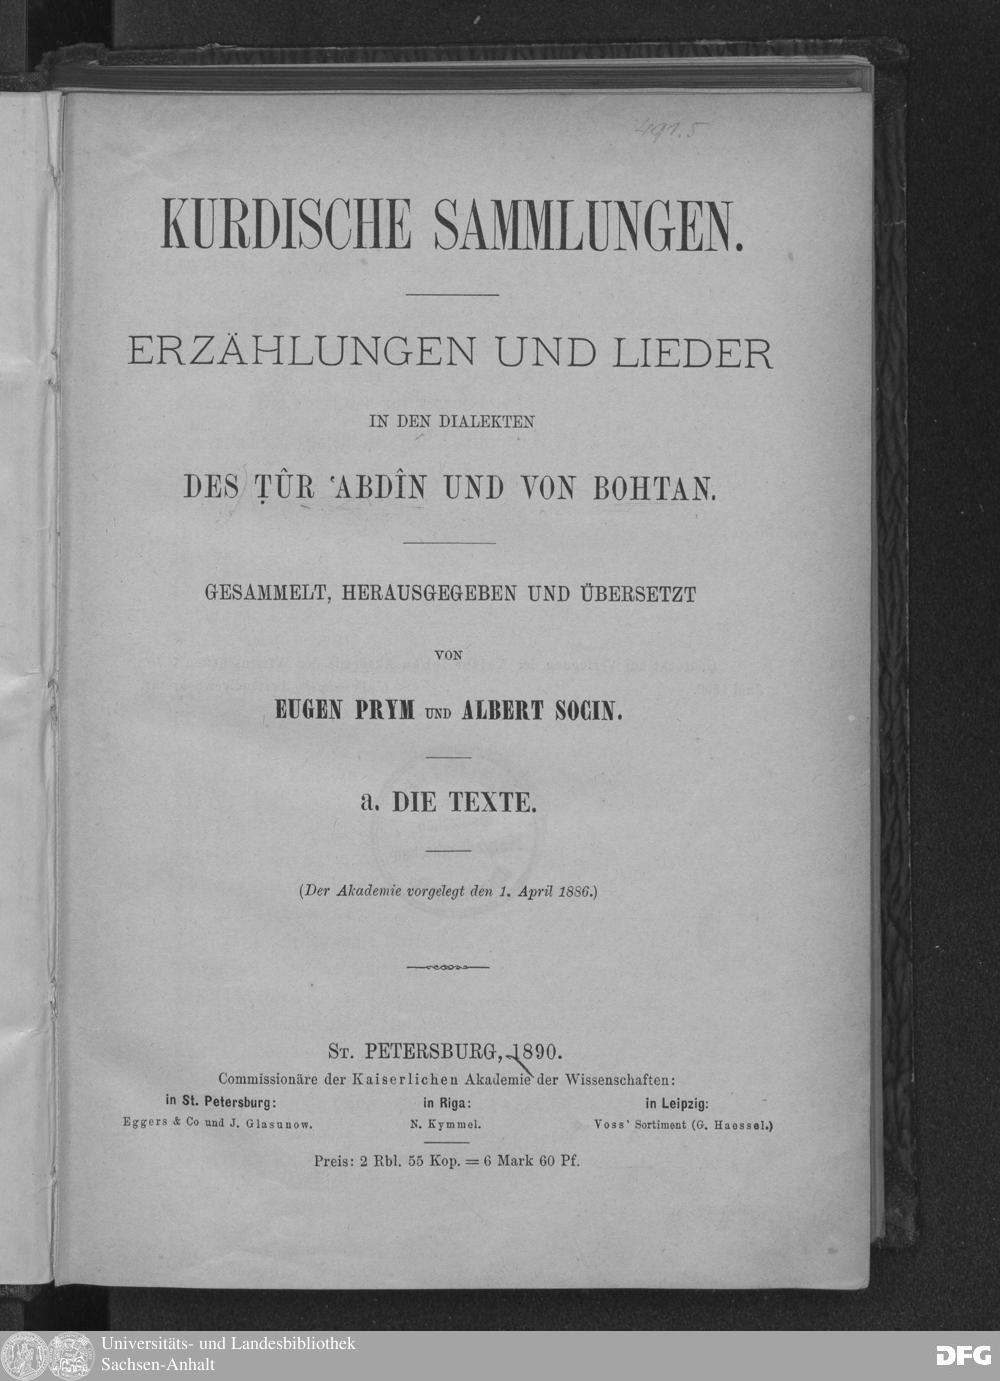 491.5
KURDISCHE SAMMLUNGEN.
ERZÄHLUNGEN UND LIEDER
IN DEN DIALEKTEN
DES ṬÛR ʿABDÎN UND VON BOHTAN.
GESAMMELT, HERAUSGEGEBEN UND ÜBERSETZT
VON
EUGEN PRYM UND ALBERT SOCIN.
a. DIE TEXTE.
(Der Akademie vorgelegt den 1. April 1886.)
ST. PETERSBURG, 1890.
Commissionäre der Kaiserlichen Akademie der Wissenschaften:
in St. Petersburg: in Riga: in Leipzig:
Eggers & Co und J. Glasunow. N. Kymmel. Voss' Sortiment (G. Haessel.)
Preis: 2 Rbl. 55 Kop. = 6 Mark 60 Pf.
Universitäts- und Landesbibliothek
Sachsen-Anhalt
DFG